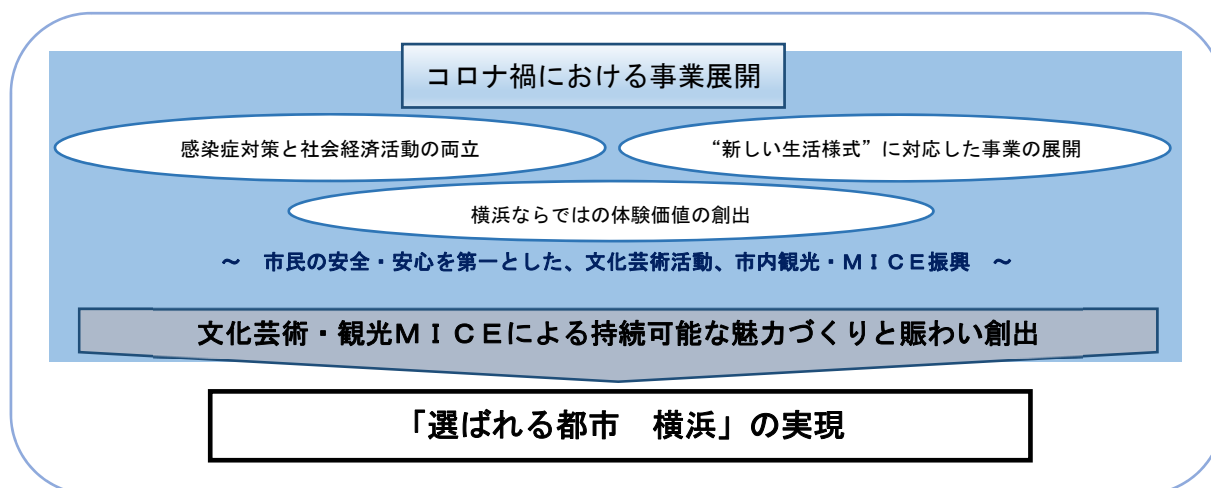 コロナ禍における事業展開
感染症対策と社会経済活動の両立
“新しい生活様式”に対応した事業の展開
横浜ならではの体験価値の創出
～　市民の安全・安心を第一とした、文化芸術活動、市内観光・ＭＩＣＥ振興　～
文化芸術・観光ＭＩＣＥによる持続可能な魅力づくりと賑わい創出
「選ばれる都市　横浜」の実現